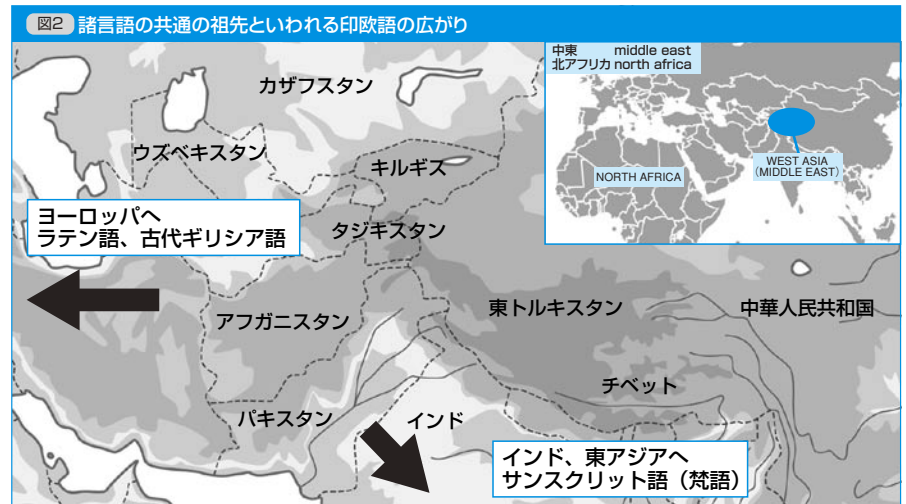 図2 諸言語の共通の祖先といわれる印欧語の広がり
中東 middle east
北アフリカ north africa
NORTH AFRICA
WEST ASIA
(MIDDLE EAST)
カザフスタン
ウズベキスタン
キルギス
ヨーロッパへ
ラテン語、古代ギリシア語
タジキスタン
アフガニスタン
東トルキスタン
中華人民共和国
チベット
パキスタン
インド
インド、東アジアへ
サンスクリット語（梵語）